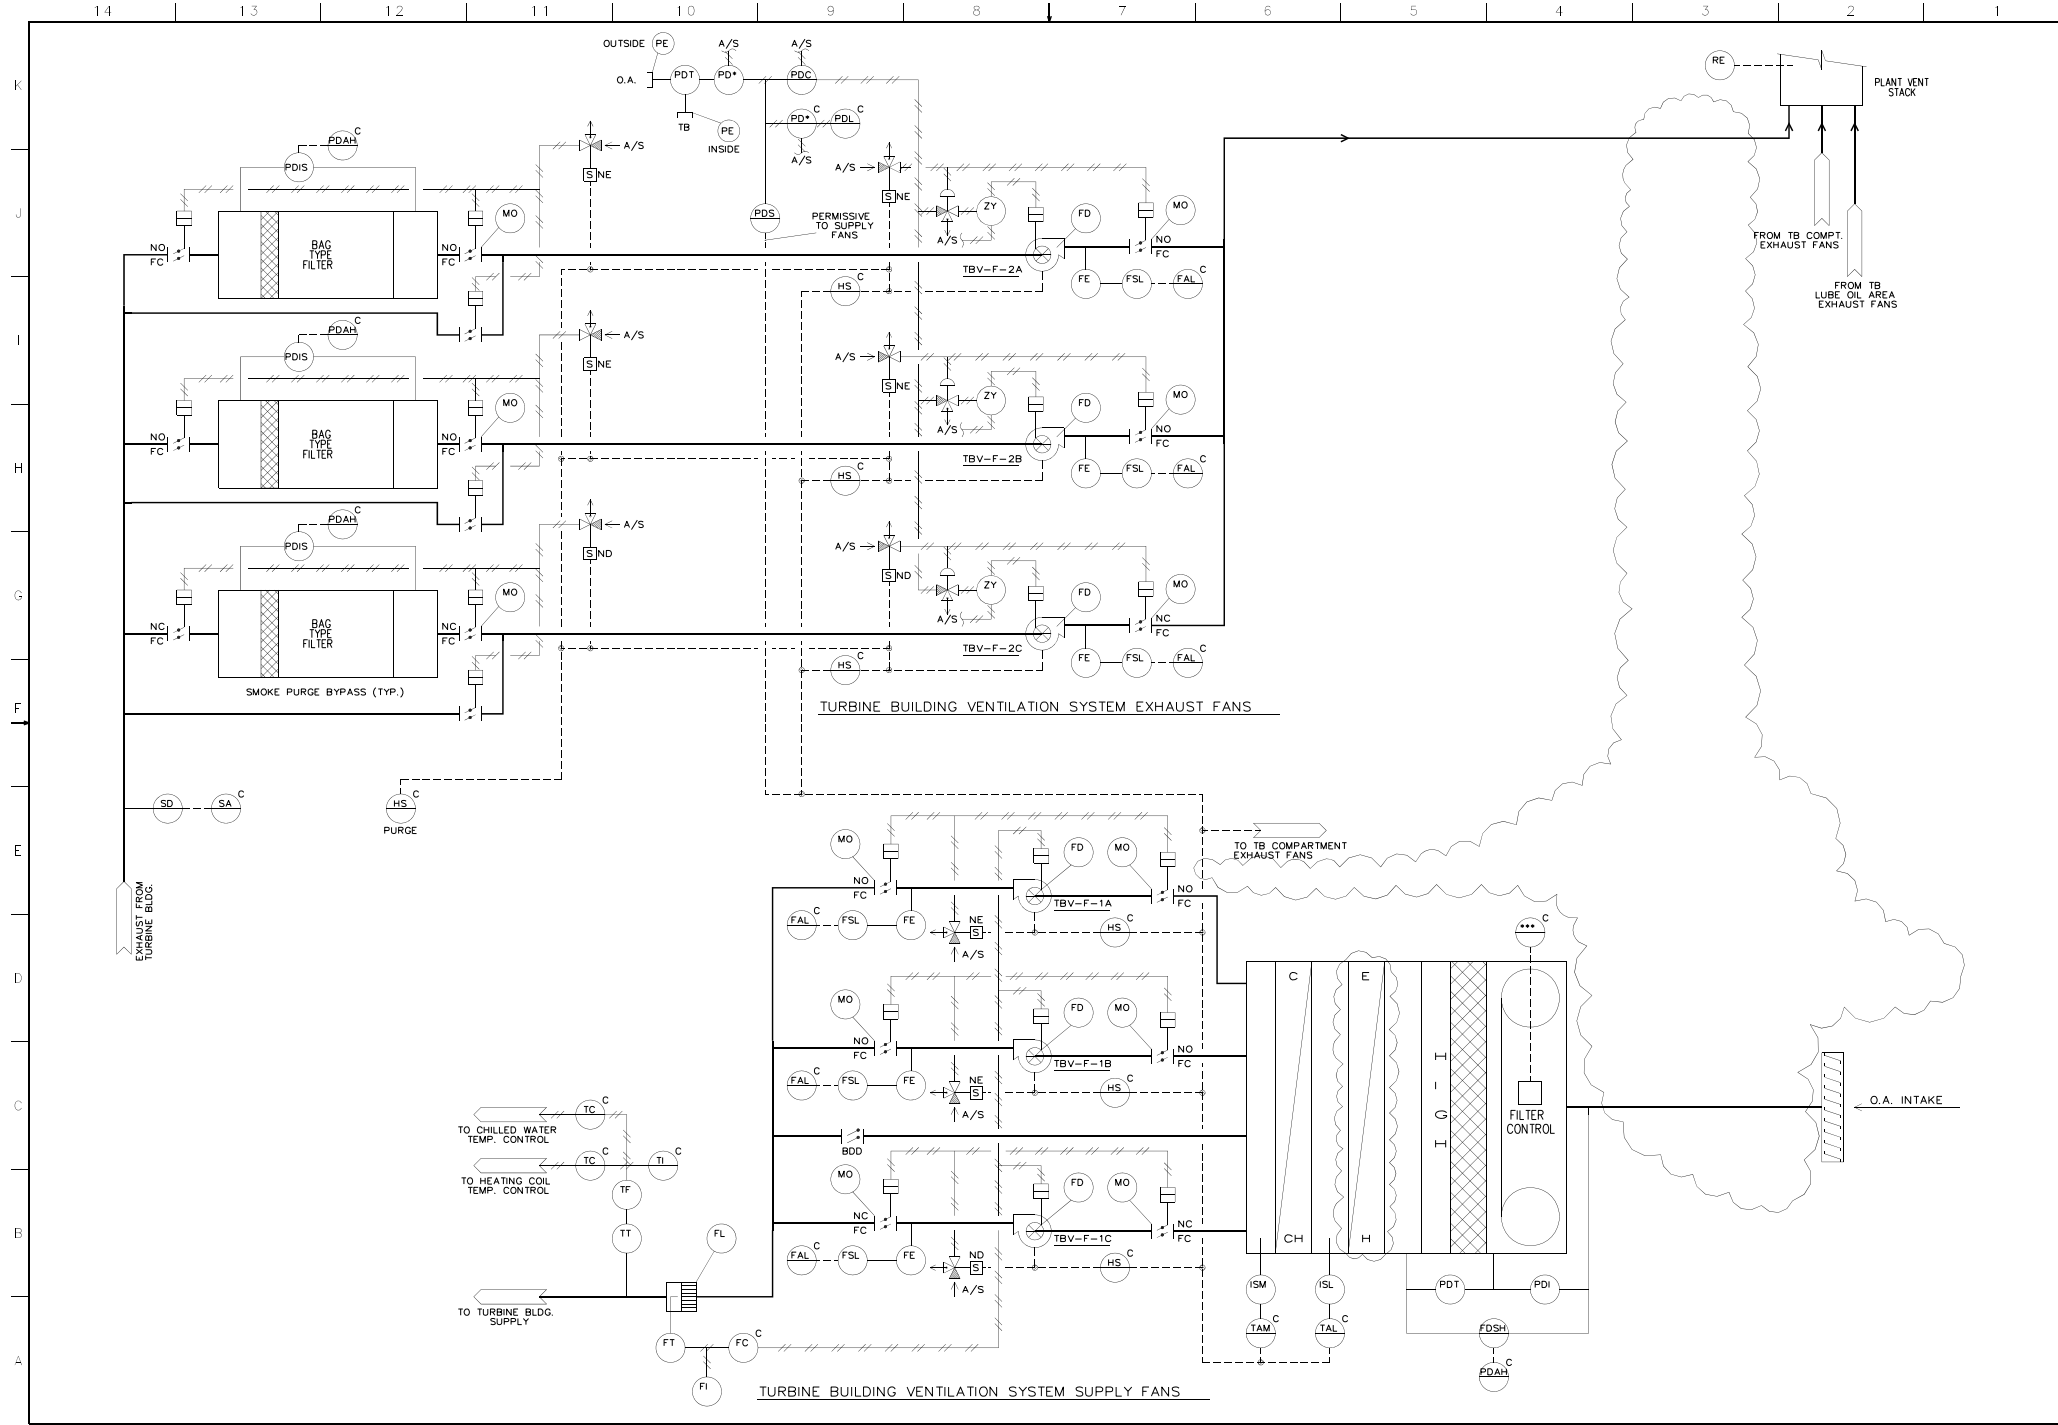 14 13 12 11 10 9 8 7 6 5 4 3 2 1
K
J
I
H
G
F
E
D
C
B
A
OUTSIDE PE
O.A.
PDT
PD*
A/S
PDC
A/S
TB
PE
INSIDE
PD*
C
PDL
C
A/S
PDS
PERMISSIVE
TO SUPPLY
FANS
RE
PLANT VENT
STACK
FROM TB COMPT.
EXHAUST FANS
FROM TB
LUBE OIL AREA
EXHAUST FANS
PDAH
C
PDIS
A/S
S NE
MO
NO
FC
BAG
TYPE
FILTER
NO
FC
A/S
S NE
A/S
ZY
FD
MO
NO
FC
TBV-F-2A
HS
C
FE
FSL
FAL
C
PDAH
C
PDIS
A/S
S NE
MO
NO
FC
BAG
TYPE
FILTER
NO
FC
A/S
S NE
A/S
ZY
FD
MO
NO
FC
TBV-F-2B
HS
C
FE
FSL
FAL
C
PDAH
C
PDIS
A/S
S ND
MO
NC
FC
BAG
TYPE
FILTER
NC
FC
A/S
S ND
A/S
ZY
FD
MO
NC
FC
TBV-F-2C
HS
C
FE
FSL
FAL
C
SMOKE PURGE BYPASS (TYP.)
TURBINE BUILDING VENTILATION SYSTEM EXHAUST FANS
SD
SA
C
HS
C
PURGE
EXHAUST FROM
TURBINE BLDG.
TO TB COMPARTMENT
EXHAUST FANS
MO
FD
MO
NO
FC
NO
FC
TBV-F-1A
FAL
C
FSL
FE
NE
S
A/S
HS
C
MO
FD
MO
NO
FC
NO
FC
TBV-F-1B
FAL
C
FSL
FE
NE
S
A/S
HS
C
BDD
MO
FD
MO
NC
FC
NC
FC
TBV-F-1C
FAL
C
FSL
FE
ND
S
A/S
HS
C
***
C
C
E
HIGH
FILTER
CONTROL
CH
H
O.A. INTAKE
TC
C
TO CHILLED WATER
TEMP. CONTROL
TC
C
TI
C
TO HEATING COIL
TEMP. CONTROL
TF
TT
FL
TO TURBINE BLDG.
SUPPLY
FT
FC
C
FI
ISM
ISL
TAM
C
TAL
C
PDT
PDI
FDSH
PDAH
C
TURBINE BUILDING VENTILATION SYSTEM SUPPLY FANS